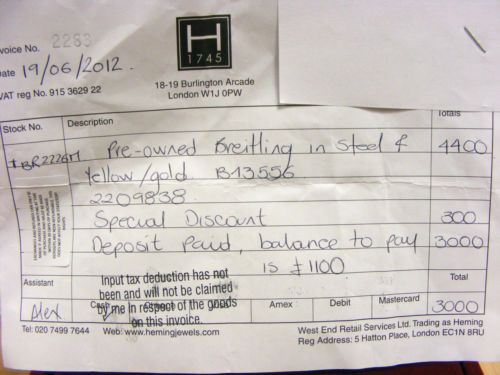 Invoice No. 2283
H
1745
Date 19/06/2012.
VAT reg No. 915 3629 22
18-19 Burlington Arcade
London W1J 0PW
Stock No. Description Totals
BR2226M Pre-owned Breitling in Steel & 4400
Yellow/gold. B13556
2209838
Special Discount 300
Deposit Paid, balance to pay 3000
is £1100
Input tax deduction has not
been and will not be claimed
by me in respect of the goods
on this invoice.
Assistant Total
Alex Amex Debit Mastercard 3000
Tel: 020 7499 7644 Web: www.hemingjewels.com
West End Retail Services Ltd. Trading as Heming
Reg Address: 5 Hatton Place, London EC1N 8RU